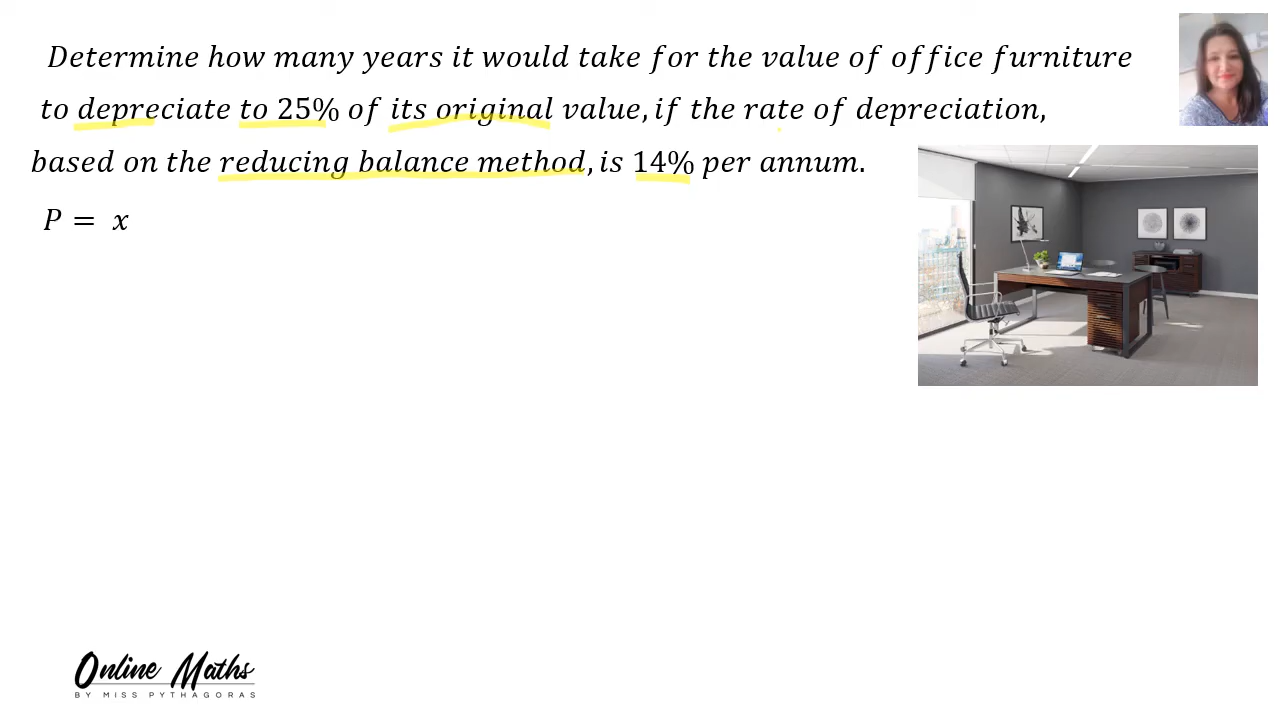 Determine how many years it would take for the value of office furniture
to depreciate to 25% of its original value, if the rate of depreciation,
based on the reducing balance method, is 14% per annum.
P = x
Online Maths
BY MISS PYTHAGORAS